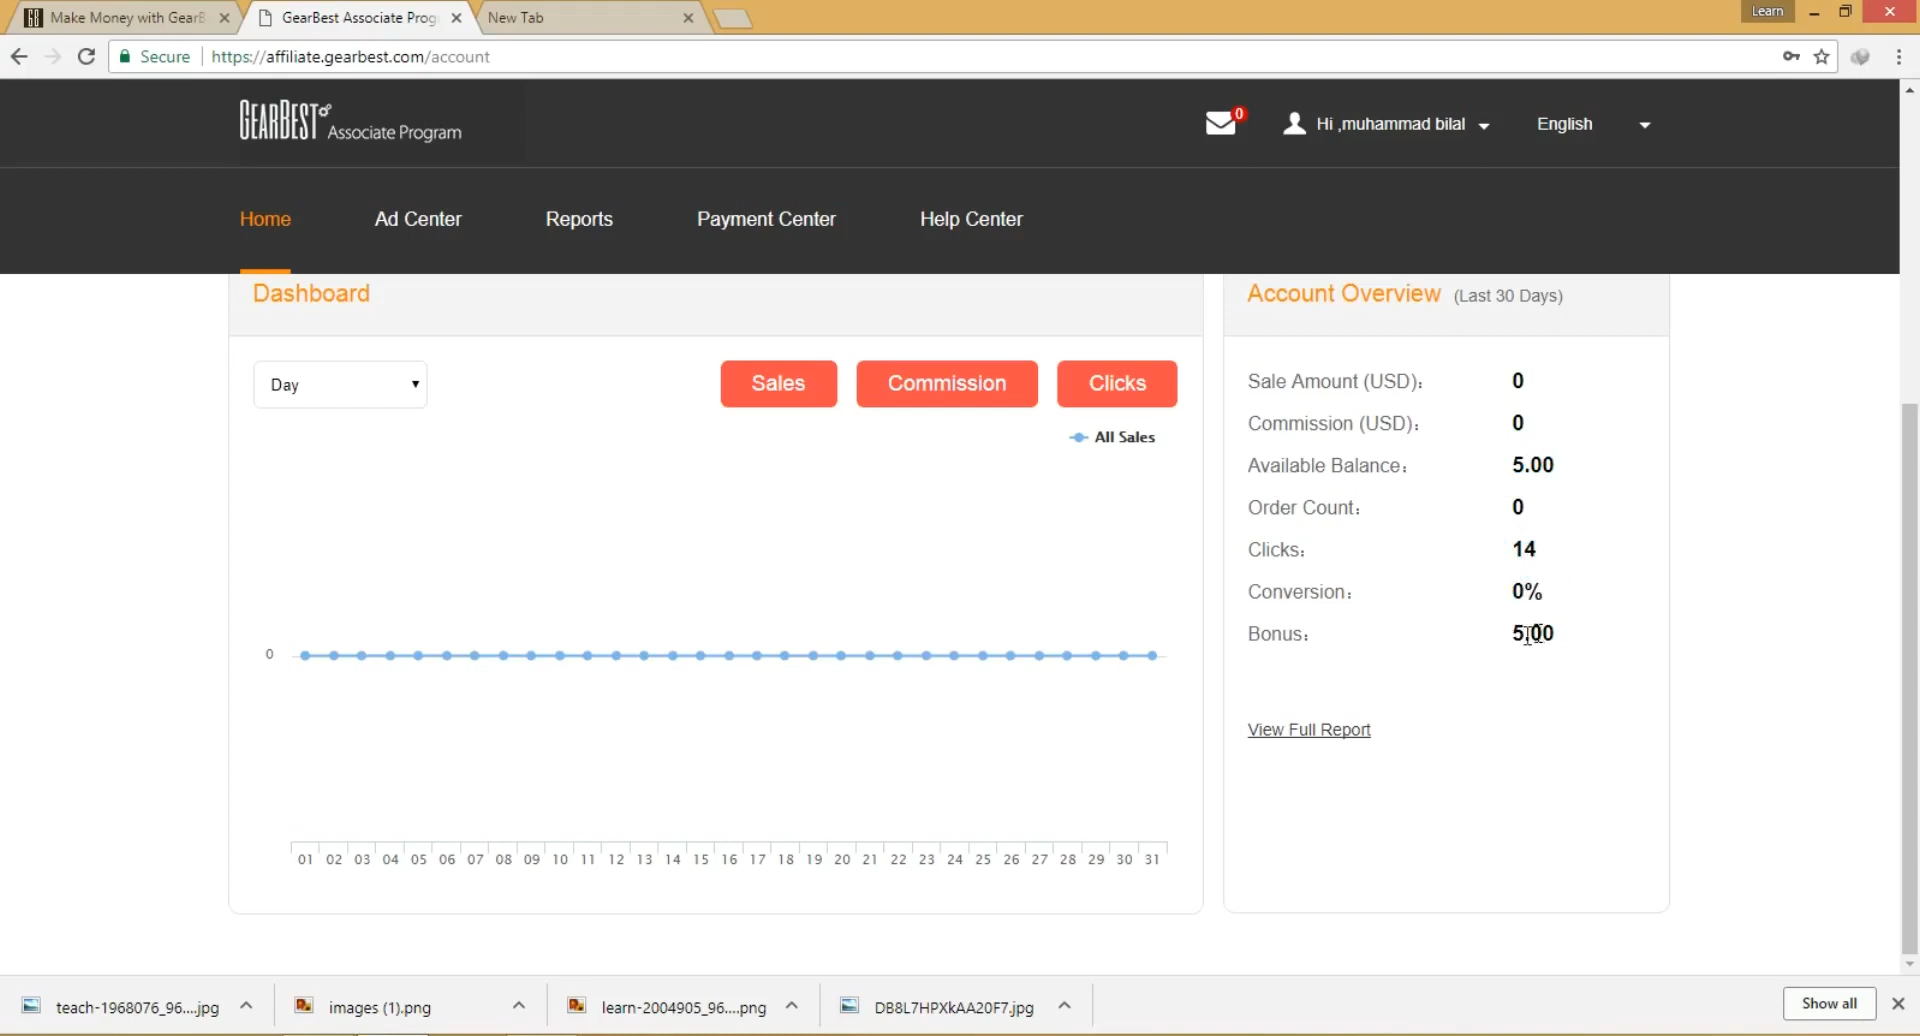 Make Money with GearB
GearBest Associate Prog
New Tab
Learn
Secure
https://affiliate.gearbest.com/account
GEARBEST Associate Program
0
Hi ,muhammad bilal
English
Home
Ad Center
Reports
Payment Center
Help Center
Dashboard
Account Overview (Last 30 Days)
Day
Sales
Commission
Clicks
All Sales
0
01 02 03 04 05 06 07 08 09 10 11 12 13 14 15 16 17 18 19 20 21 22 23 24 25 26 27 28 29 30 31
Sale Amount (USD)： 0
Commission (USD)： 0
Available Balance： 5.00
Order Count： 0
Clicks： 14
Conversion： 0%
Bonus： 5.00
View Full Report
teach-1968076_96....jpg
images (1).png
learn-2004905_96....png
DB8L7HPXkAA20F7.jpg
Show all